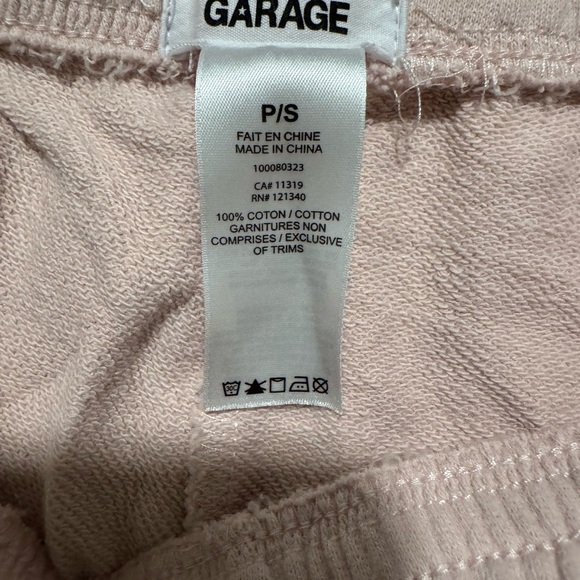 GARAGE
P/S
FAIT EN CHINE
MADE IN CHINA
100080323
CA# 11319
RN# 121340
100% COTON / COTTON
GARNITURES NON
COMPRISES / EXCLUSIVE
OF TRIMS
30C